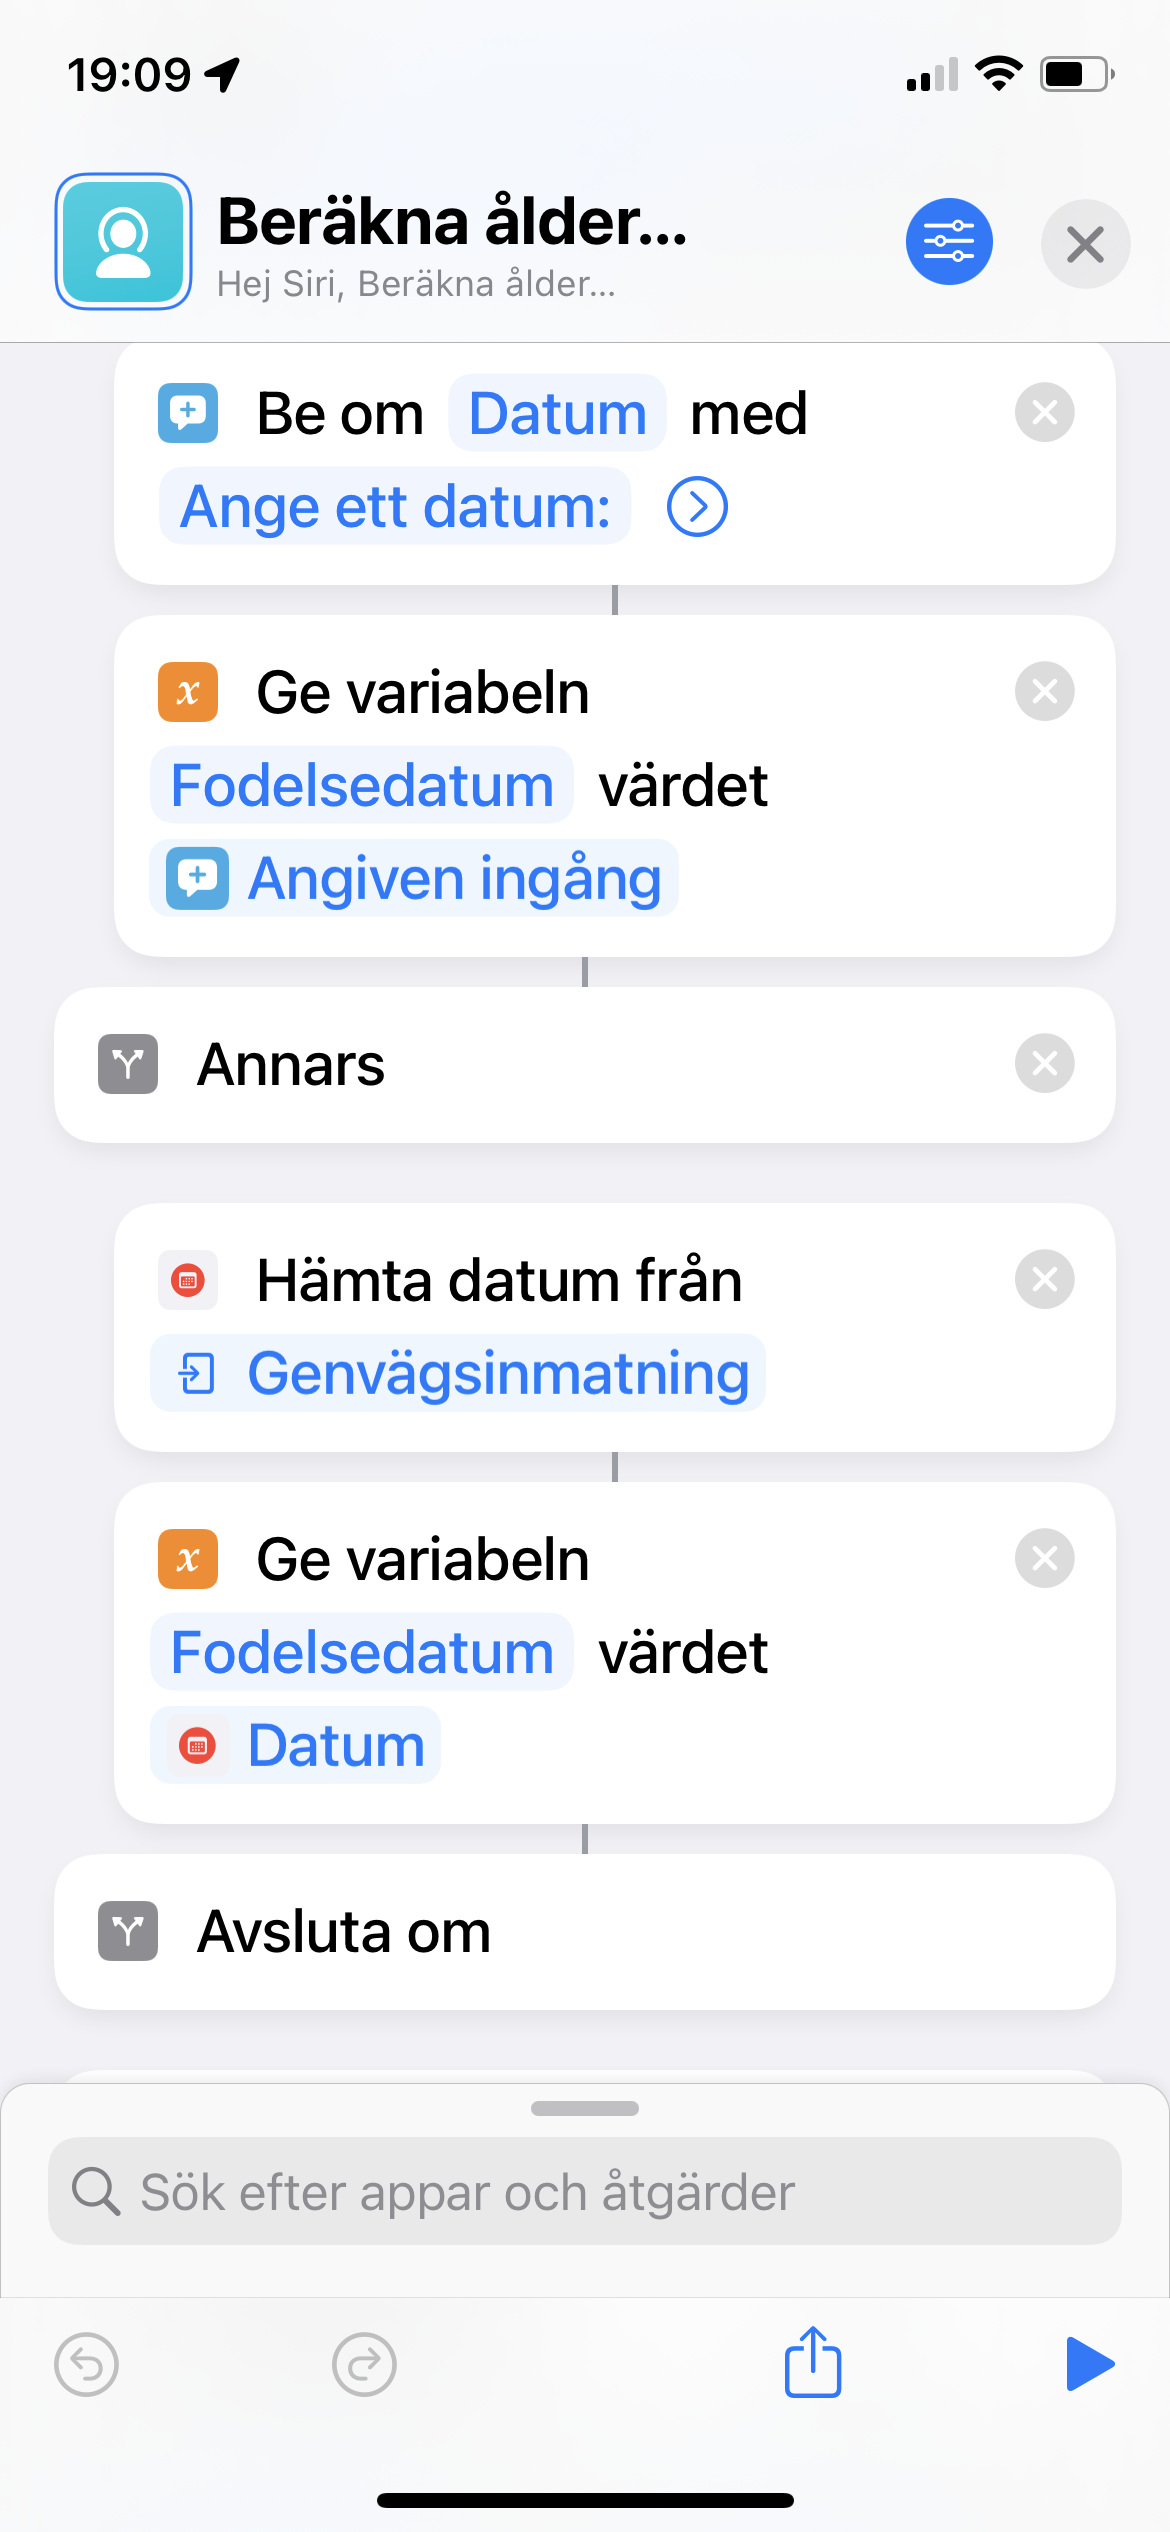 19:09
Beräkna ålder...
Hej Siri, Beräkna ålder...
Be om Datum med
Ange ett datum:
x Ge variabeln
Fodelsedatum värdet
Angiven ingång
Annars
Hämta datum från
Genvägsinmatning
x Ge variabeln
Fodelsedatum värdet
Datum
Avsluta om
Sök efter appar och åtgärder